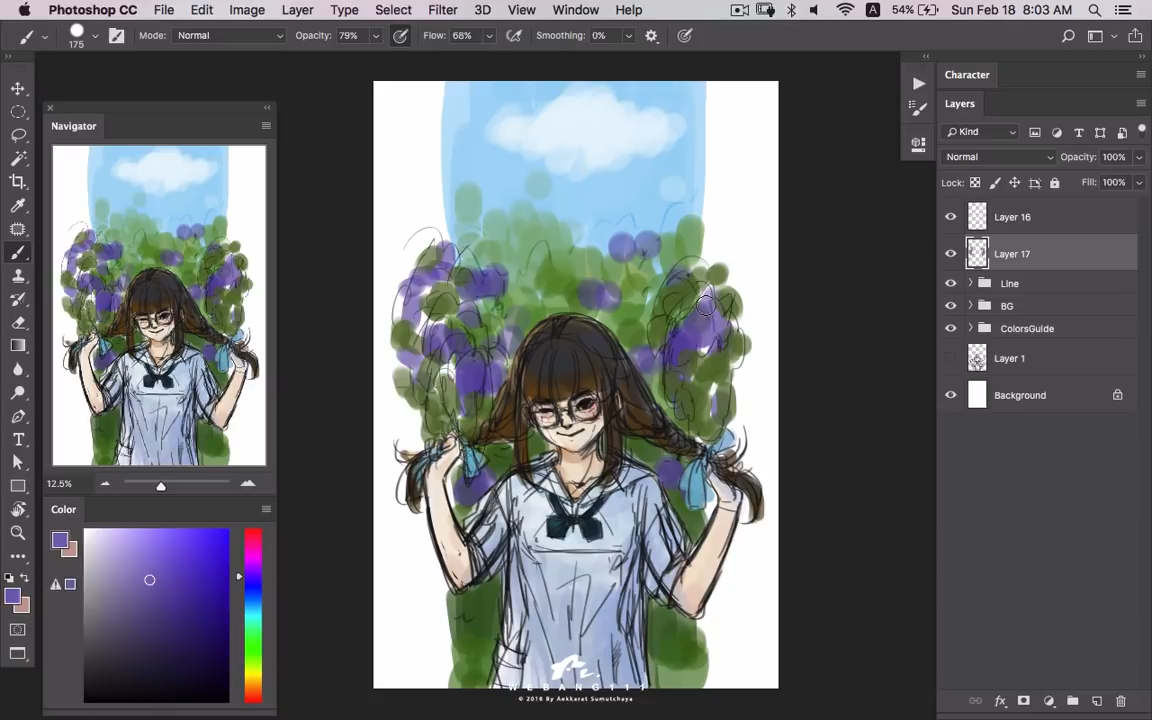 Photoshop CC File Edit Image Layer Type Select Filter 3D View Window Help 54% Sun Feb 18 8:03 AM
175 Mode: Normal Opacity: 79% Flow: 68% Smoothing: 0%
Navigator
12.5%
Color
Character
Layers
Kind
Normal Opacity: 100%
Lock: Fill: 100%
Layer 16
Layer 17
Line
BG
ColorsGuide
Layer 1
Background
WEBANG111
© 2018 By Aekkarat Sumutchaya